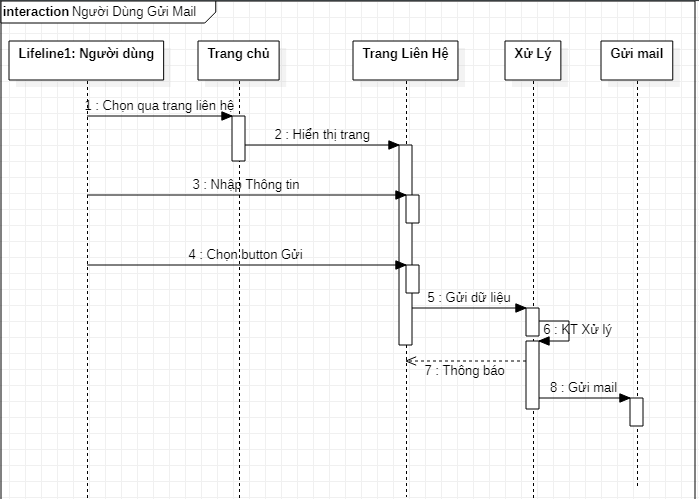 interaction Người Dùng Gửi Mail
Lifeline1: Người dùng
Trang chủ
Trang Liên Hệ
Xử Lý
Gửi mail
1 : Chọn qua trang liên hệ
2 : Hiển thị trang
3 : Nhập Thông tin
4 : Chọn button Gửi
5 : Gửi dữ liệu
6 : KT Xử lý
7 : Thông báo
8 : Gửi mail